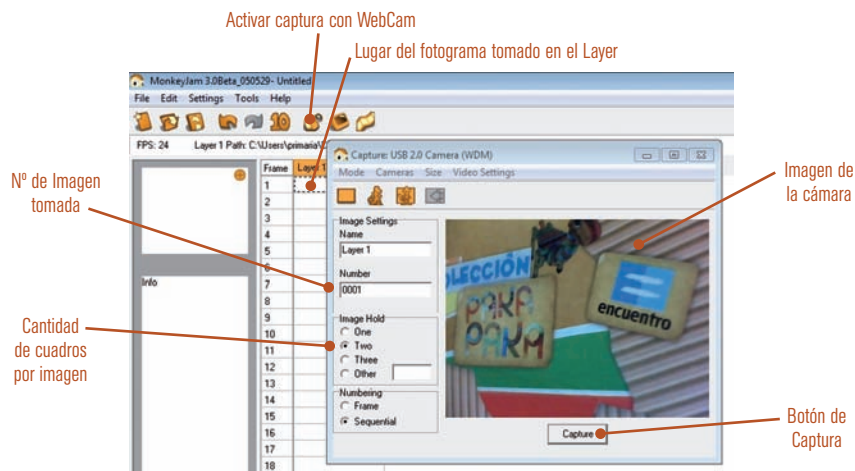 Activar captura con WebCam
Lugar del fotograma tomado en el Layer
MonkeyJam 3.0Beta_050529- Untitled
File Edit Settings Tools Help
FPS: 24 Layer 1 Path: C:\Users\primaria\
Frame Layer 1
1
2
3
4
5
6
7
8
9
10
11
12
13
14
15
16
17
18
Info
Capture: USB 2.0 Camera (WDM)
Mode Cameras Size Video Settings
Image Settings
Name
Layer 1
Number
0001
Image Hold
One
Two
Three
Other
Numbering
Frame
Sequential
OLECCIÓN
PAKA
PAKA
encuentro
Capture
Nº de Imagen
tomada
Cantidad
de cuadros
por imagen
Imagen de
la cámara
Botón de
Captura